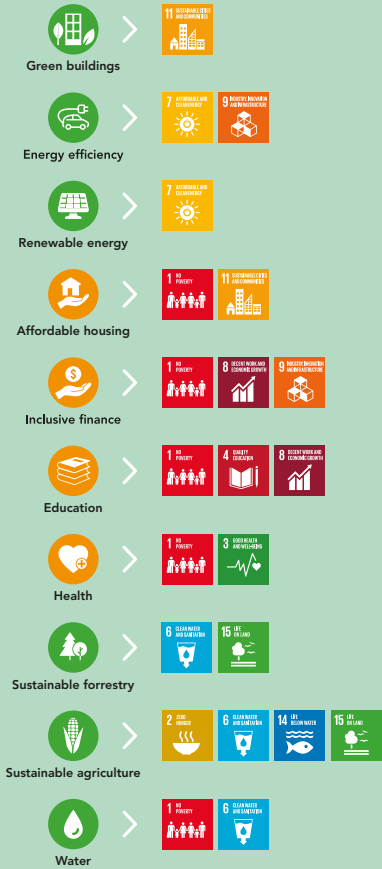 11 SUSTAINABLE CITIES
AND COMMUNITIES
Green buildings
7 AFFORDABLE AND
CLEAN ENERGY
9 INDUSTRY, INNOVATION
AND INFRASTRUCTURE
Energy efficiency
7 AFFORDABLE AND
CLEAN ENERGY
Renewable energy
1 NO
POVERTY
11 SUSTAINABLE CITIES
AND COMMUNITIES
Affordable housing
$
1 NO
POVERTY
8 DECENT WORK AND
ECONOMIC GROWTH
9 INDUSTRY, INNOVATION
AND INFRASTRUCTURE
Inclusive finance
1 NO
POVERTY
4 QUALITY
EDUCATION
8 DECENT WORK AND
ECONOMIC GROWTH
Education
1 NO
POVERTY
3 GOOD HEALTH
AND WELL-BEING
Health
6 CLEAN WATER
AND SANITATION
15 LIFE
ON LAND
Sustainable forrestry
2 ZERO
HUNGER
6 CLEAN WATER
AND SANITATION
14 LIFE
BELOW WATER
15 LIFE
ON LAND
Sustainable agriculture
1 NO
POVERTY
6 CLEAN WATER
AND SANITATION
Water